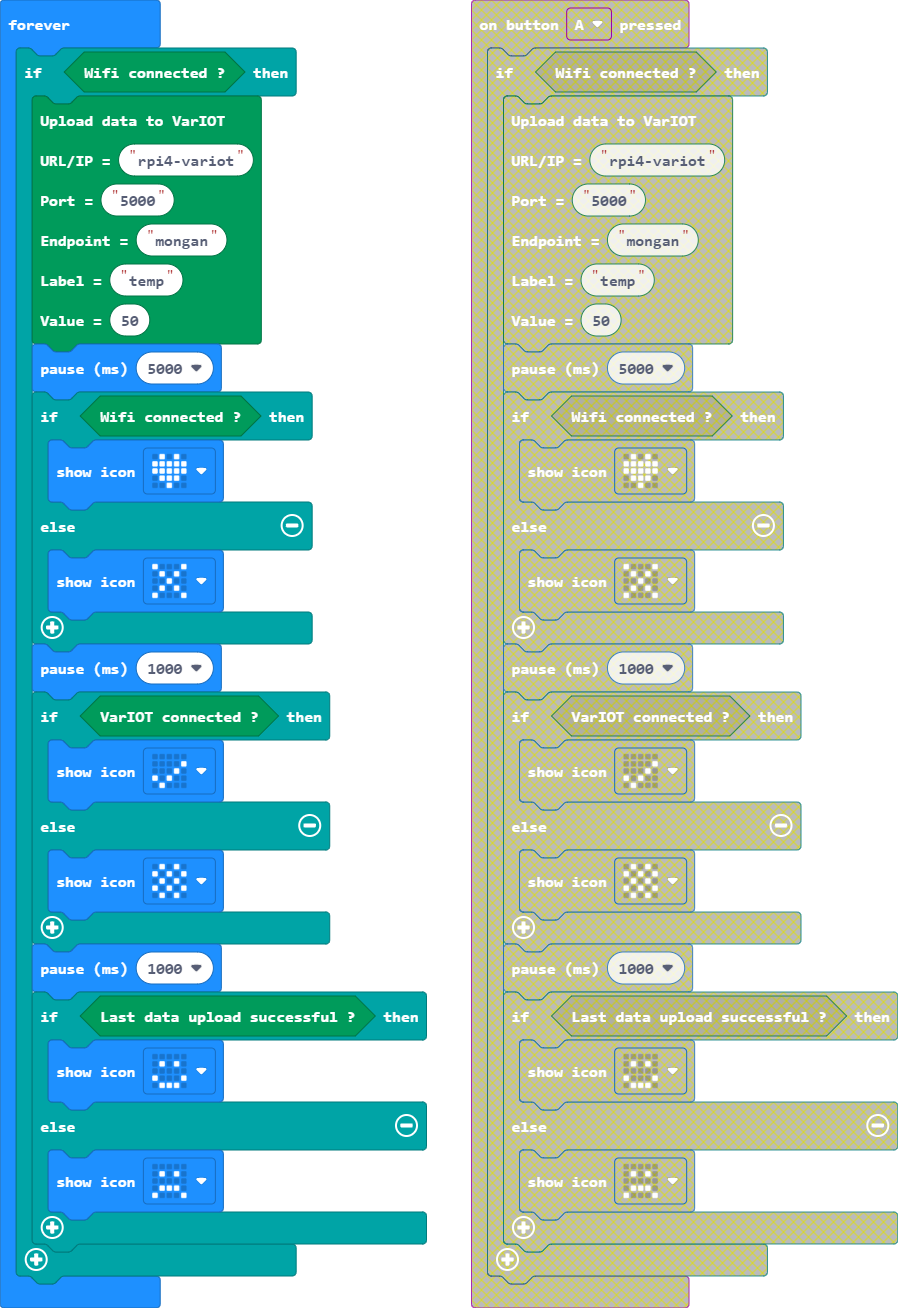 forever
if Wifi connected ? then
Upload data to VarIOT
URL/IP = "rpi4-variot"
Port = "5000"
Endpoint = "mongan"
Label = "temp"
Value = 50
pause (ms) 5000
if Wifi connected ? then
show icon
else
show icon
pause (ms) 1000
if VarIOT connected ? then
show icon
else
show icon
pause (ms) 1000
if Last data upload successful ? then
show icon
else
show icon
on button A pressed
if Wifi connected ? then
Upload data to VarIOT
URL/IP = "rpi4-variot"
Port = "5000"
Endpoint = "mongan"
Label = "temp"
Value = 50
pause (ms) 5000
if Wifi connected ? then
show icon
else
show icon
pause (ms) 1000
if VarIOT connected ? then
show icon
else
show icon
pause (ms) 1000
if Last data upload successful ? then
show icon
else
show icon